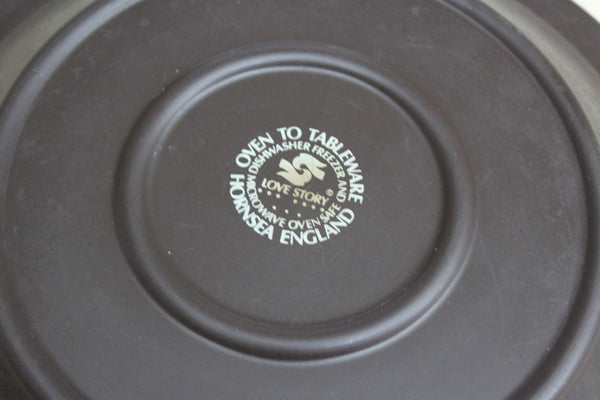 OVEN TO TABLEWARE
DISHWASHER FREEZER AND
LOVE STORY ®
MICROWAVE OVEN SAFE
HORNSEA ENGLAND